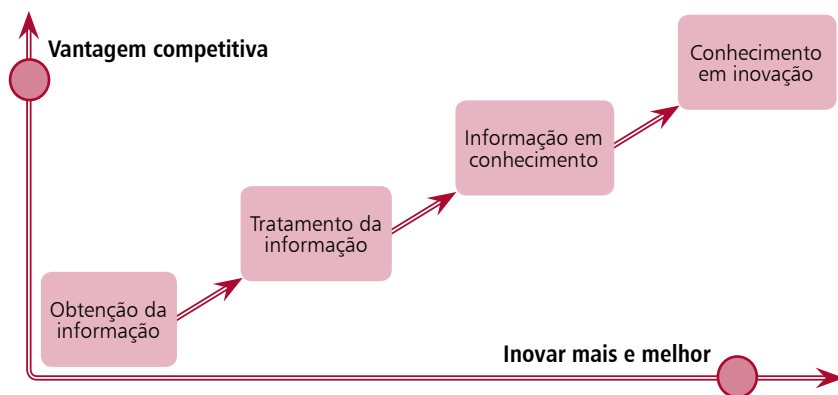 Vantagem competitiva
Conhecimento
em inovação
Informação em
conhecimento
Tratamento da
informação
Obtenção da
informação
Inovar mais e melhor